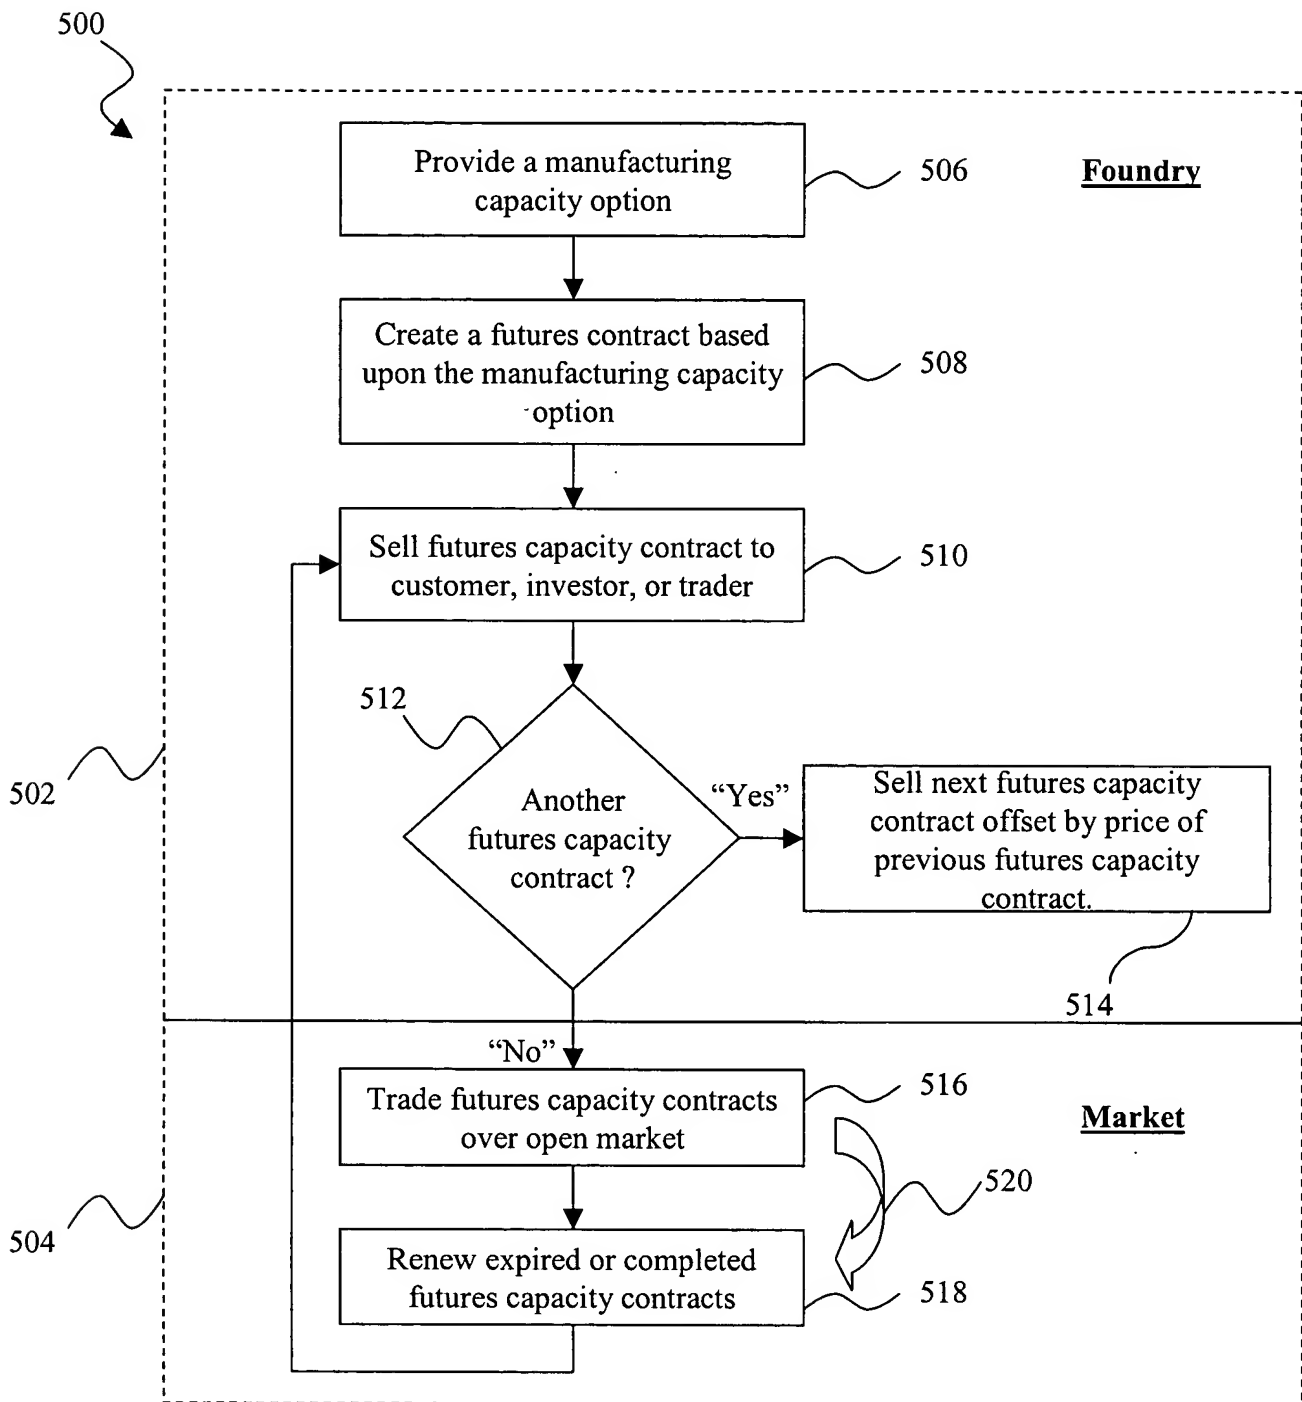 500
Provide a manufacturing
capacity option
506
Foundry
Create a futures contract based
upon the manufacturing capacity
option
508
Sell futures capacity contract to
customer, investor, or trader
510
512
Another
futures capacity
contract ?
"Yes"
Sell next futures capacity
contract offset by price of
previous futures capacity
contract.
502
514
"No"
Trade futures capacity contracts
over open market
516
Market
520
504
Renew expired or completed
futures capacity contracts
518